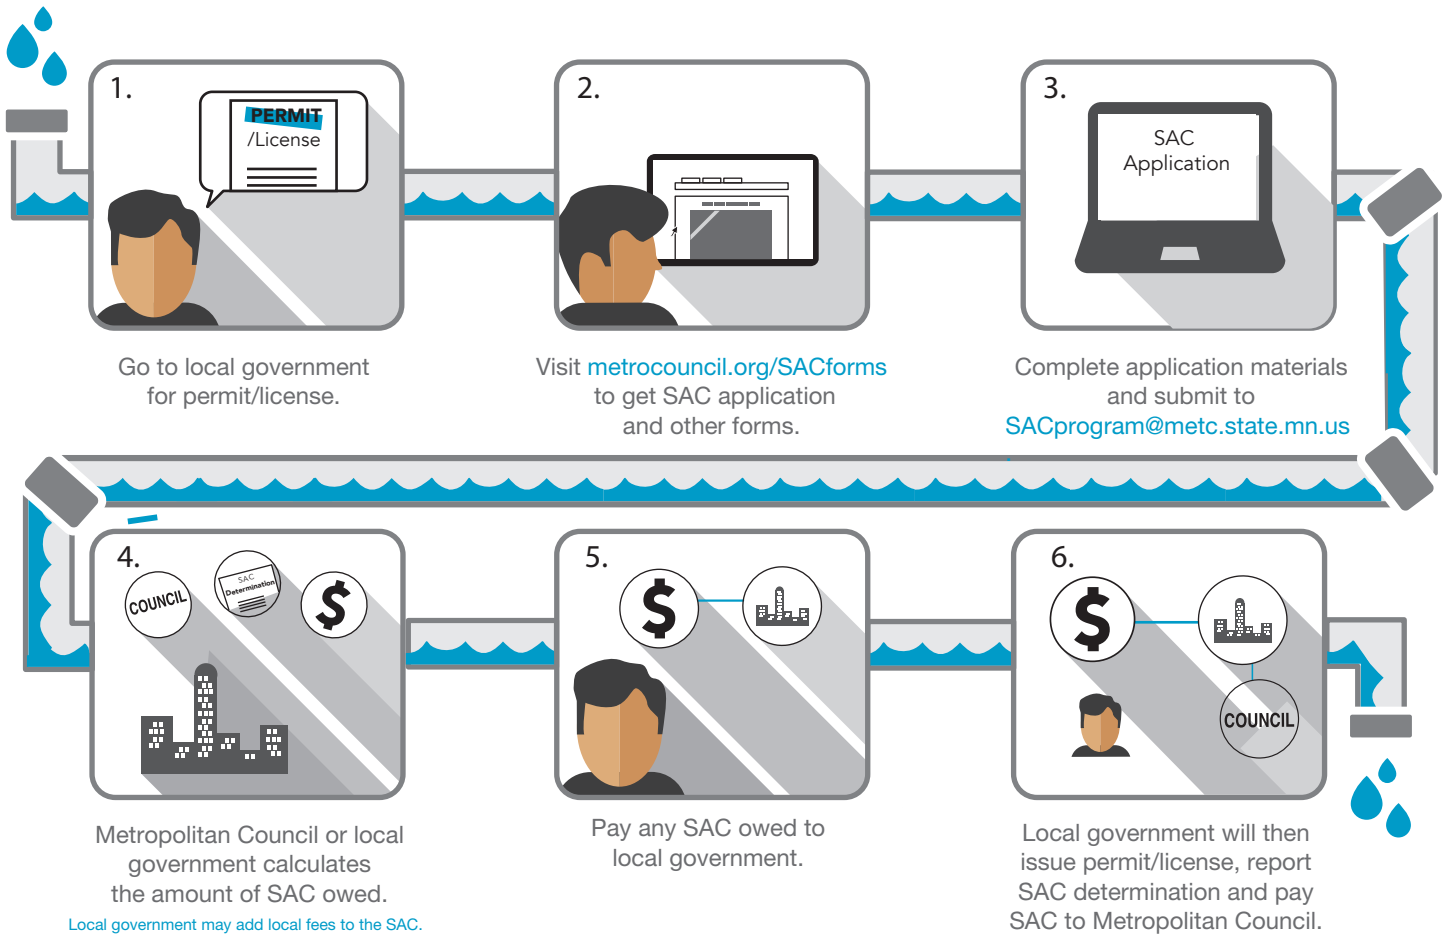 1.
PERMIT
/License
Go to local government
for permit/license.
2.
Visit metrocouncil.org/SACforms
to get SAC application
and other forms.
3.
SAC
Application
Complete application materials
and submit to
SACprogram@metc.state.mn.us
4.
COUNCIL
SAC
Determination
$
Metropolitan Council or local
government calculates
the amount of SAC owed.
Local government may add local fees to the SAC.
5.
$
Pay any SAC owed to
local government.
6.
$
COUNCIL
Local government will then
issue permit/license, report
SAC determination and pay
SAC to Metropolitan Council.